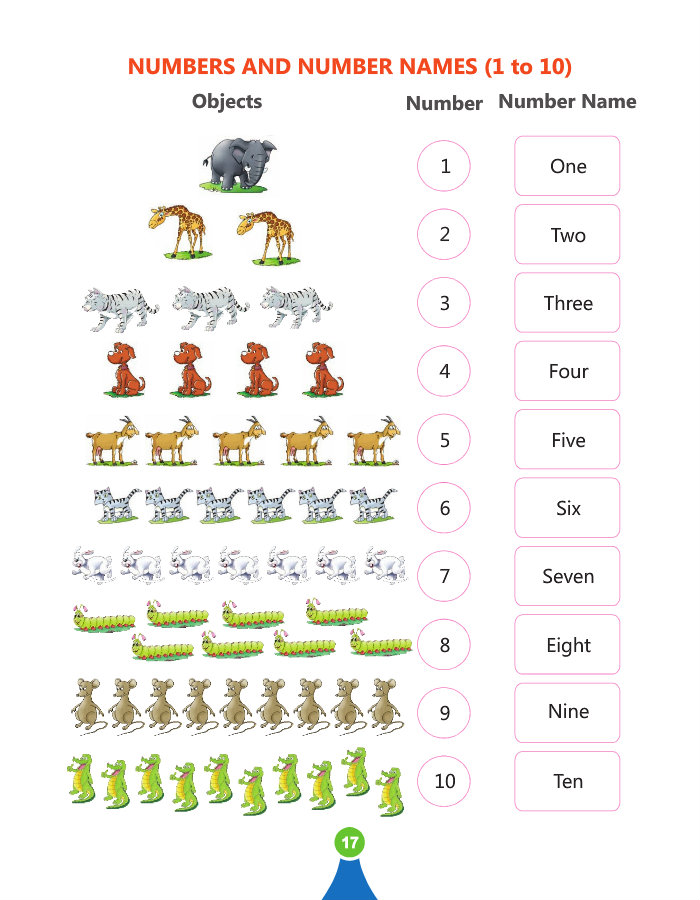 NUMBERS AND NUMBER NAMES (1 to 10)
Objects Number Number Name
1 One
2 Two
3 Three
4 Four
5 Five
6 Six
7 Seven
8 Eight
9 Nine
10 Ten
17